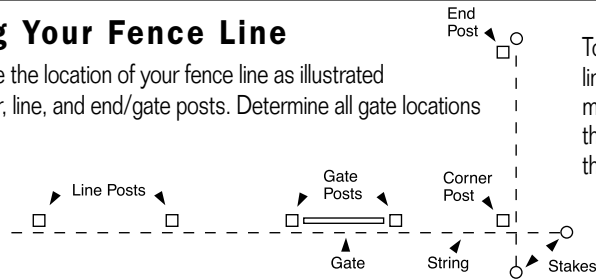 g Your Fence Line
e the location of your fence line as illustrated
r, line, and end/gate posts. Determine all gate locations
End
Post
To
lin
m
th
th
Line Posts
Gate
Posts
Corner
Post
Gate
String
Stakes